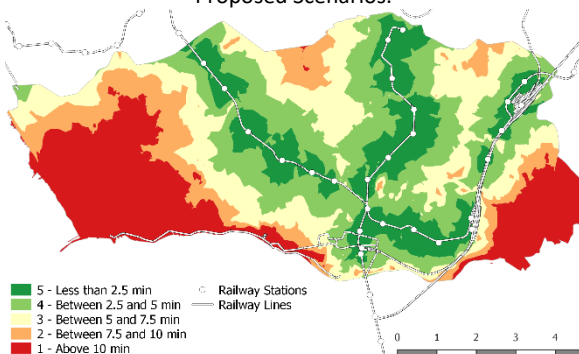 Proposed Scenarios.
5 - Less than 2.5 min
4 - Between 2.5 and 5 min
3 - Between 5 and 7.5 min
2 - Between 7.5 and 10 min
1 - Above 10 min
Railway Stations
Railway Lines
0 1 2 3 4